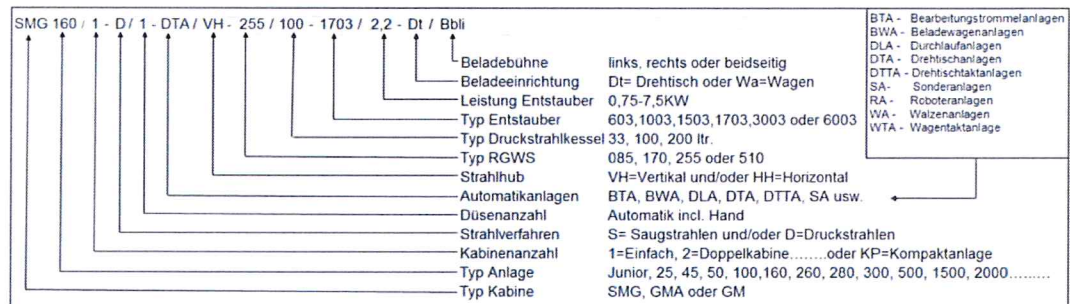 SMG 160 / 1 - D / 1 - DTA / VH - 255 / 100 - 1703 / 2,2 - Dt / Bbli
Beladebühne links, rechts oder beidseitig
Beladeeinrichtung Dt= Drehtisch oder Wa=Wagen
Leistung Entstauber 0,75-7,5KW
Typ Entstauber 603,1003,1503,1703,3003 oder 6003
Typ Druckstrahlkessel 33, 100, 200 ltr.
Typ RGWS 085, 170, 255 oder 510
Strahlhub VH=Vertikal und/oder HH=Horizontal
Automatikanlagen BTA, BWA, DLA, DTA, DTTA, SA usw.
Düsenanzahl Automatik incl. Hand
Strahlverfahren S= Saugstrahlen und/oder D=Druckstrahlen
Kabinenanzahl 1=Einfach, 2=Doppelkabine........oder KP=Kompaktanlage
Typ Anlage Junior, 25, 45, 50, 100,160, 260, 280, 300, 500, 1500, 2000.........
Typ Kabine SMG, GMA oder GM
BTA - Bearbeitungstrommelanlagen
BWA - Beladewagenanlagen
DLA - Durchlaufanlagen
DTA - Drehtischanlagen
DTTA - Drehtischtaktanlagen
SA- Sonderanlagen
RA - Roboteranlagen
WA - Walzenanlagen
WTA - Wagentaktanlage